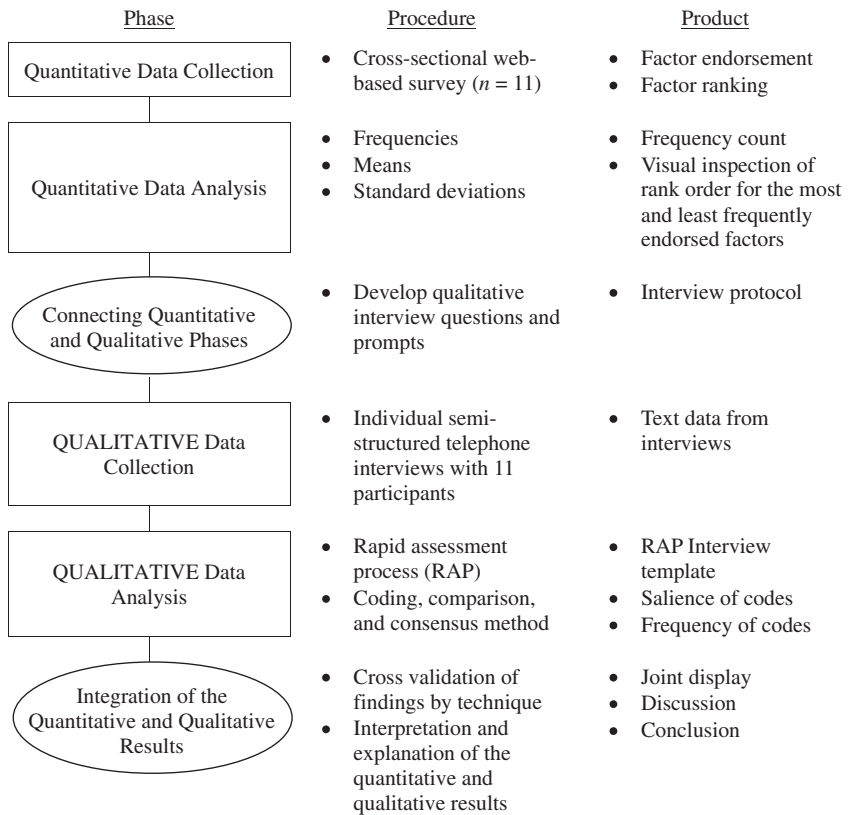 Phase Procedure Product
Quantitative Data Collection
• Cross-sectional web-
based survey (n = 11)
• Factor endorsement
• Factor ranking
Quantitative Data Analysis
• Frequencies
• Means
• Standard deviations
• Frequency count
• Visual inspection of
rank order for the most
and least frequently
endorsed factors
Connecting Quantitative
and Qualitative Phases
• Develop qualitative
interview questions and
prompts
• Interview protocol
QUALITATIVE Data
Collection
• Individual semi-
structured telephone
interviews with 11
participants
• Text data from
interviews
QUALITATIVE Data
Analysis
• Rapid assessment
process (RAP)
• Coding, comparison,
and consensus method
• RAP Interview
template
• Salience of codes
• Frequency of codes
Integration of the
Quantitative and Qualitative
Results
• Cross validation of
findings by technique
• Interpretation and
explanation of the
quantitative and
qualitative results
• Joint display
• Discussion
• Conclusion